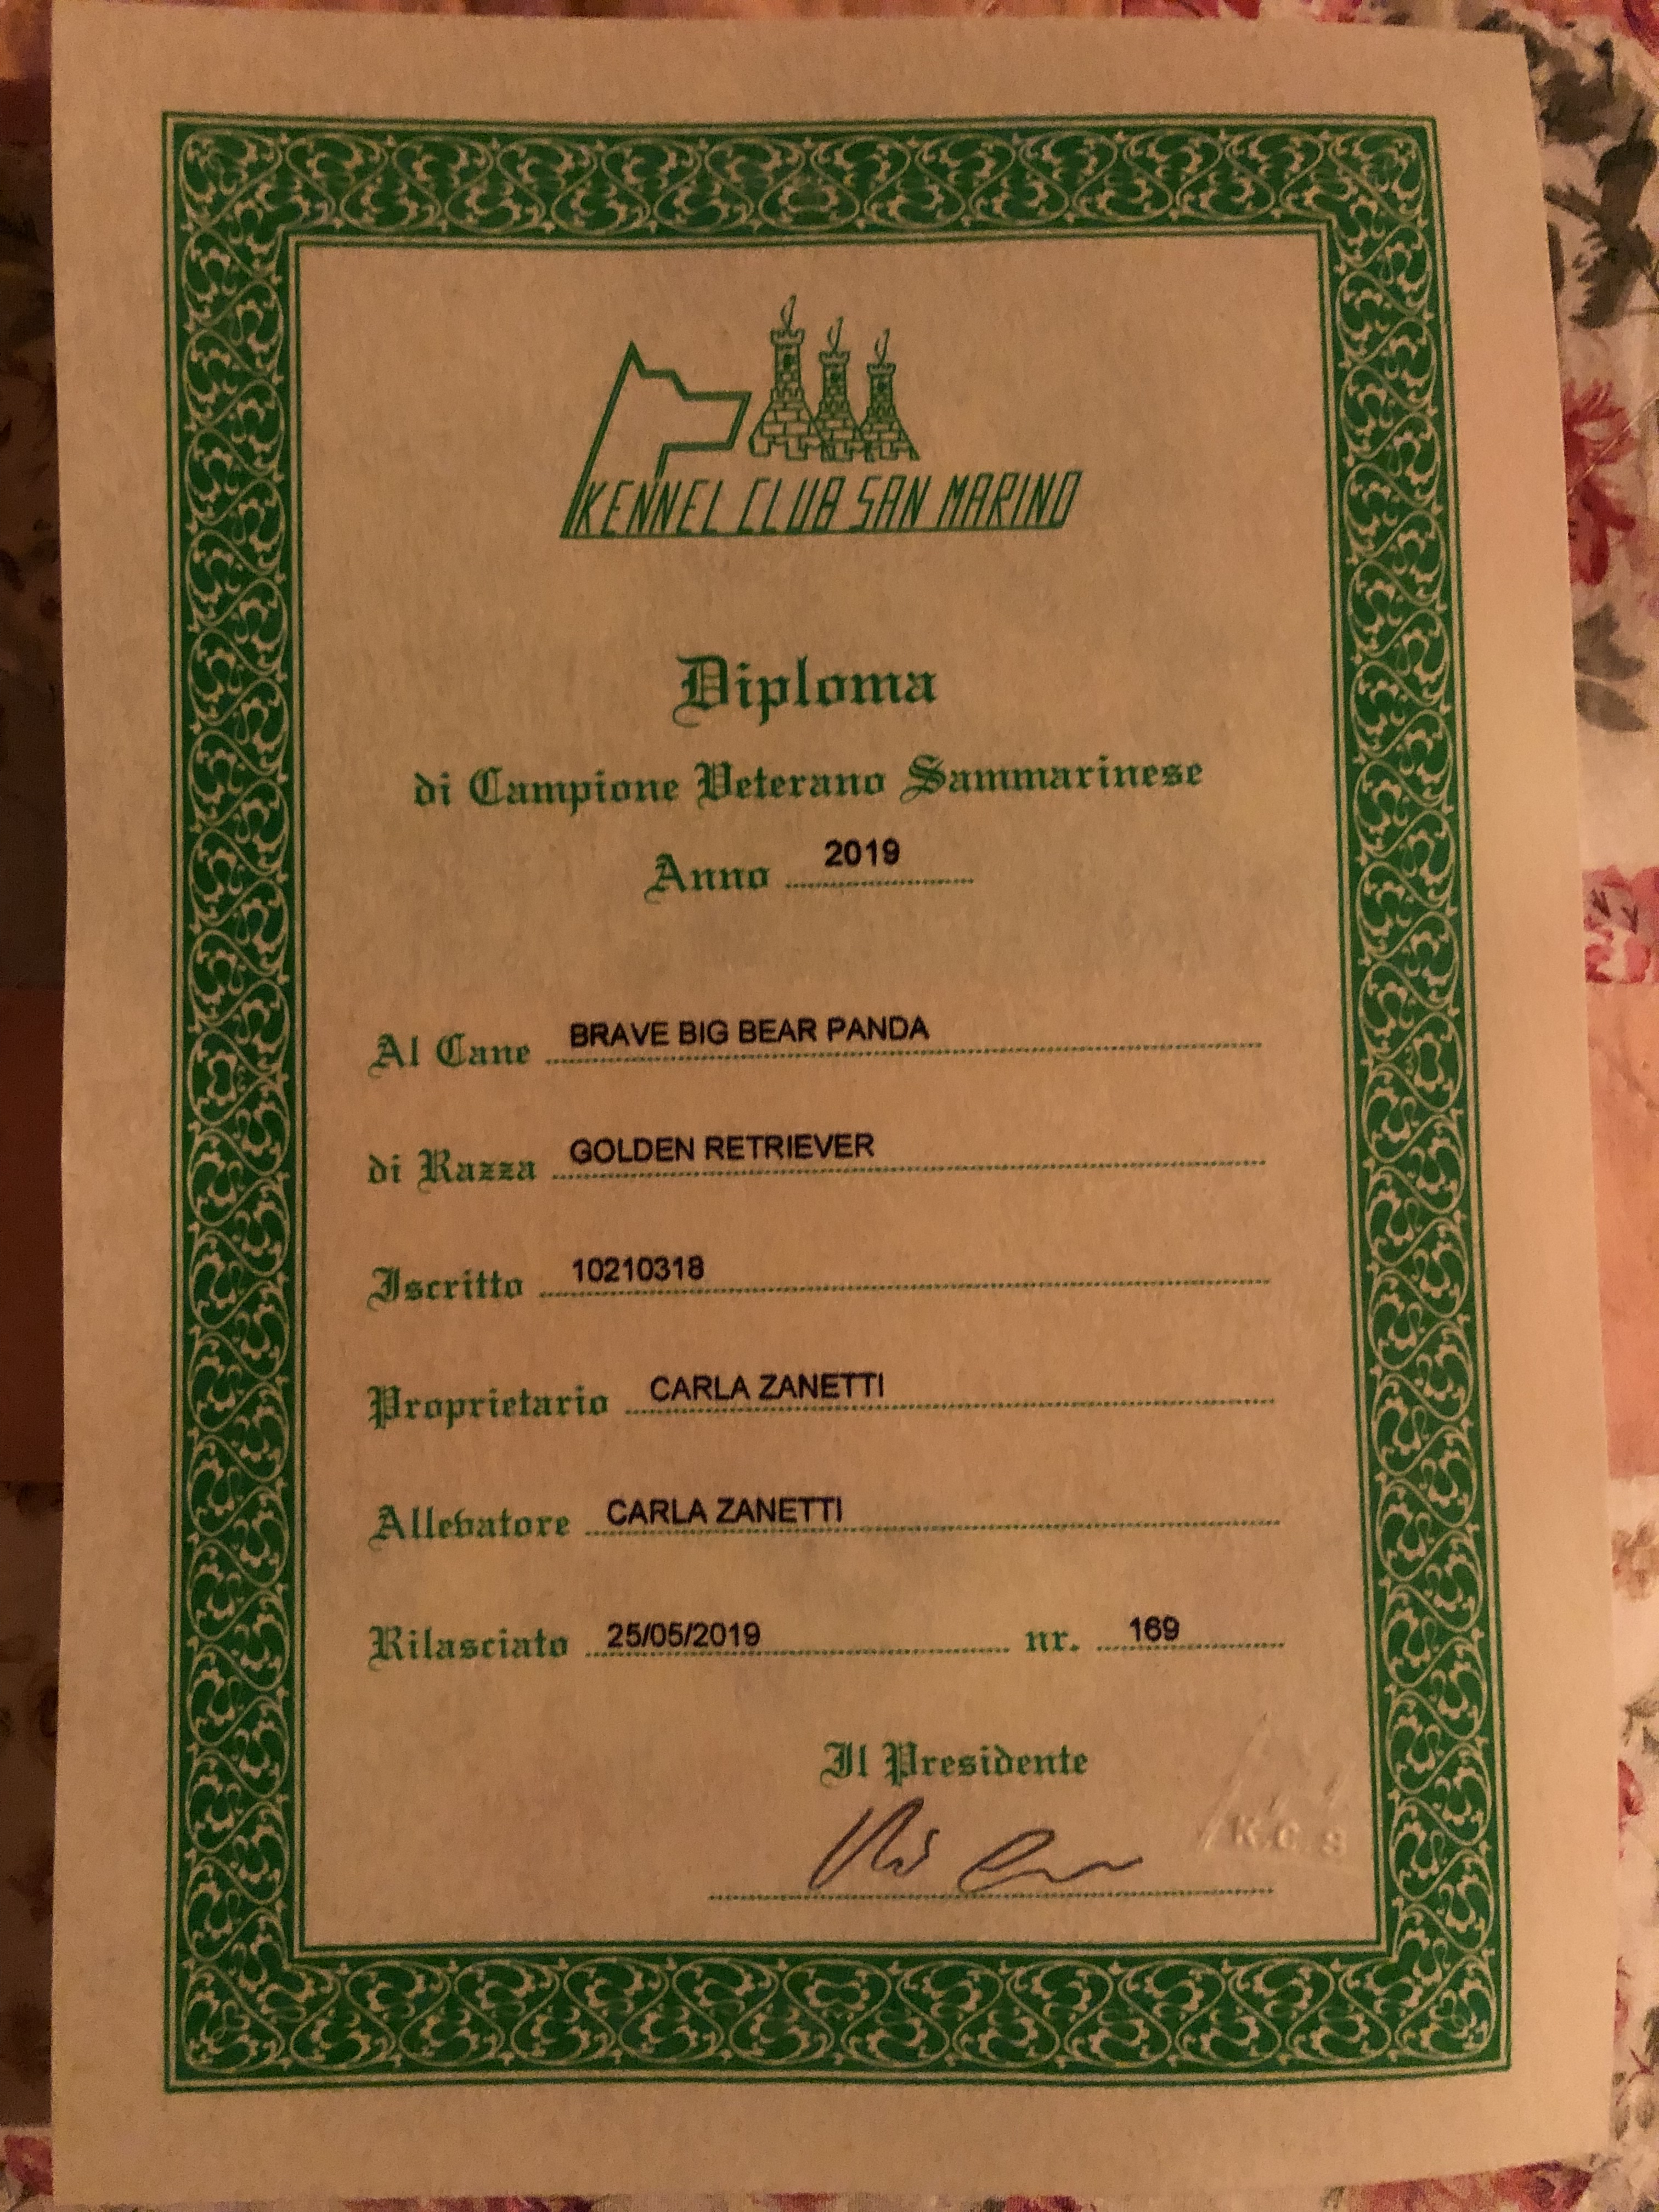 KENNEL CLUB SAN MARINO
Diploma
di Campione Veterano Sammarinese
Anno 2019
Al Cane BRAVE BIG BEAR PANDA
di Razza GOLDEN RETRIEVER
Iscritto 10210318
Proprietario CARLA ZANETTI
Allevatore CARLA ZANETTI
Rilasciato 25/05/2019 nr. 169
Il Presidente
K.C.S